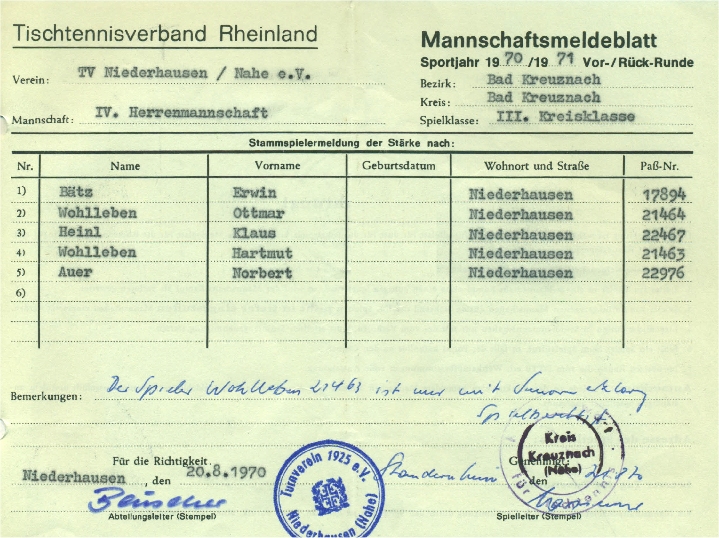 Tischtennisverband Rheinland
Mannschaftsmeldeblatt
Sportjahr 1970/1971 Vor-/Rück-Runde
Verein: TV Niederhausen / Nahe e.V.
Bezirk: Bad Kreuznach
Kreis: Bad Kreuznach
Mannschaft: IV. Herrenmannschaft
Spielklasse: III. Kreisklasse
Stammspielermeldung der Stärke nach:
Nr. Name Vorname Geburtsdatum Wohnort und Straße Paß-Nr.
1) Bätz Erwin Niederhausen 17894
2) Wohlleben Ottmar Niederhausen 21464
3) Heinl Klaus Niederhausen 22467
4) Wohlleben Hartmut Niederhausen 21463
5) Auer Norbert Niederhausen 22976
6)
Bemerkungen: Der Spieler Wohlleben 21463 ist nur mit
Für die Richtigkeit
Genehmigt:
Niederhausen, den 20.8.1970
den
Abteilungsleiter (Stempel)
Spielleiter (Stempel)
Turnverein 1925 e.V.
Niederhausen (Nahe)
Kreis
Kreuznach
(Nahe)